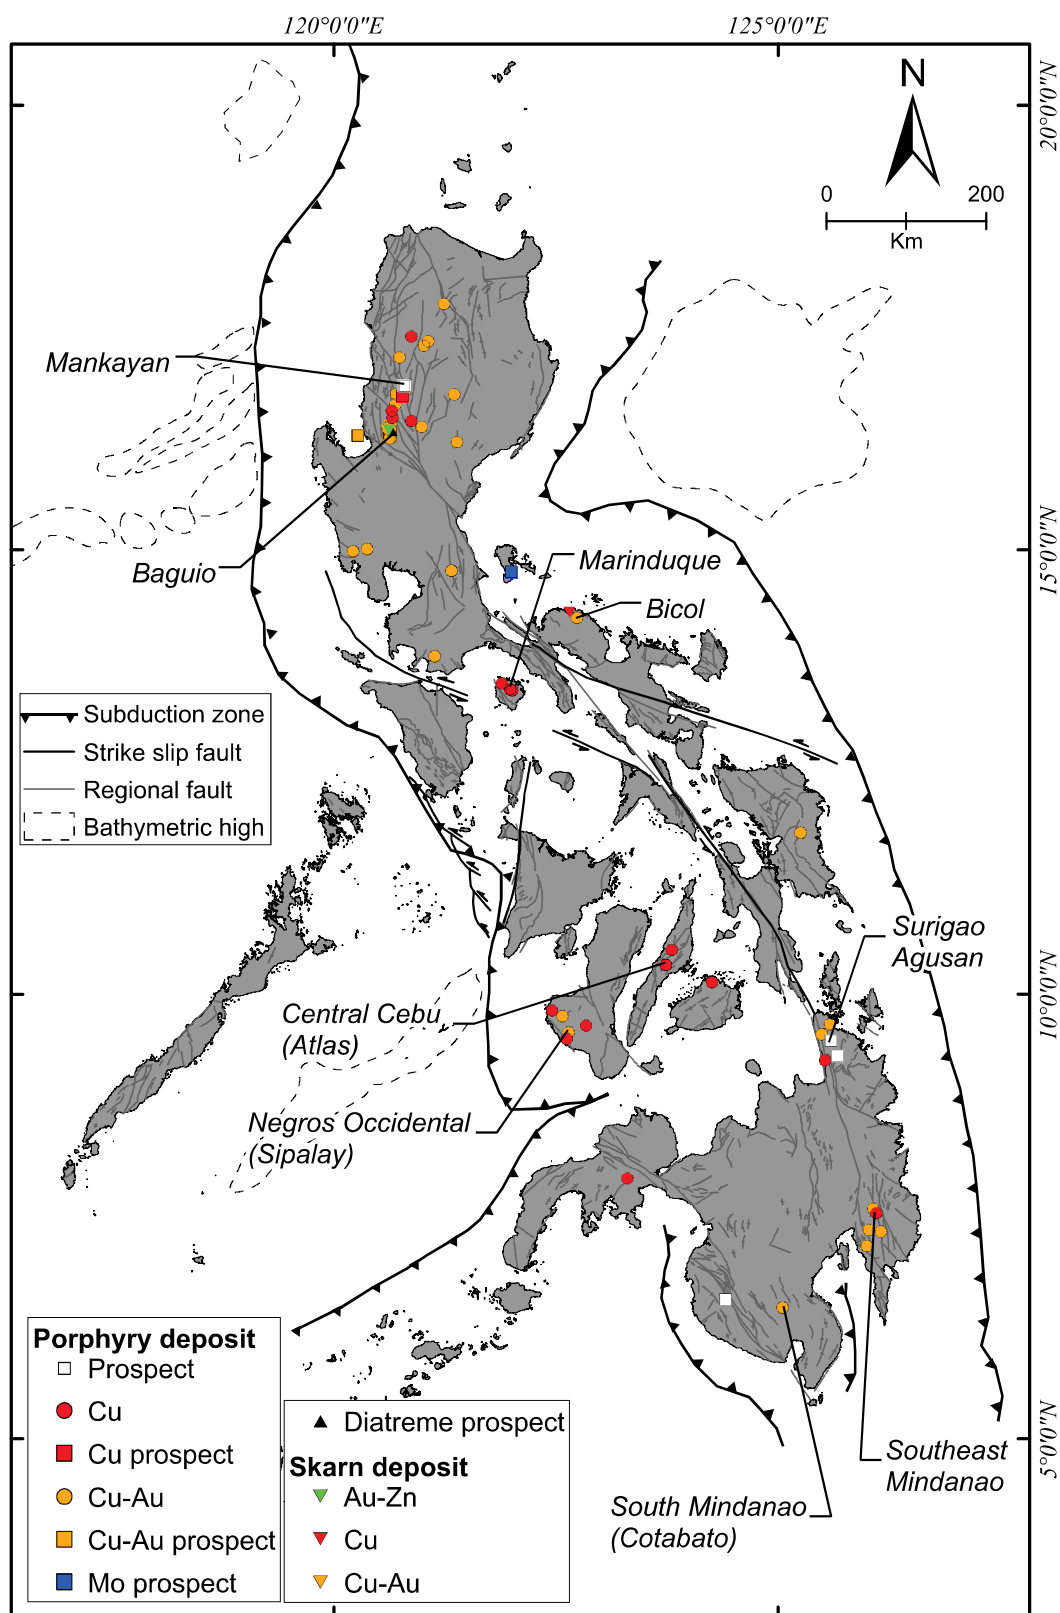 120°0'0"E
125°0'0"E
20°0'0"N
N
0
200
Km
Mankayan
15°0'0"N
Baguio
Marinduque
Bicol
Subduction zone
Strike slip fault
Regional fault
Bathymetric high
Surigao
Agusan
10°0'0"N
Central Cebu
(Atlas)
Negros Occidental
(Sipalay)
Southeast
Mindanao
South Mindanao
(Cotabato)
5°0'0"N
Porphyry deposit
Prospect
Cu
Cu prospect
Cu-Au
Cu-Au prospect
Mo prospect
Diatreme prospect
Skarn deposit
Au-Zn
Cu
Cu-Au